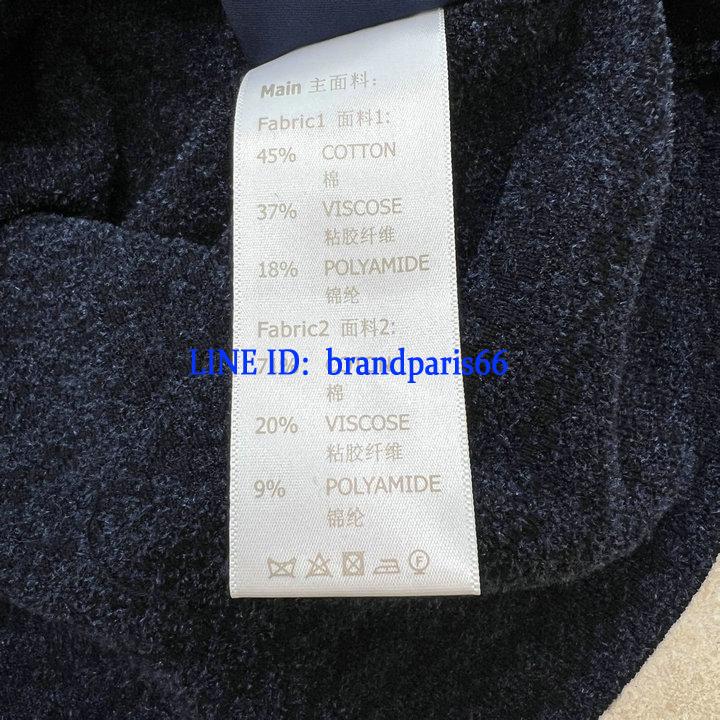 Main 主面料:
Fabric1 面料1:
45% COTTON
棉
37% VISCOSE
粘胶纤维
18% POLYAMIDE
锦纶
Fabric2 面料2:
LINE ID: brandparis66
棉
20% VISCOSE
粘胶纤维
9% POLYAMIDE
锦纶
F